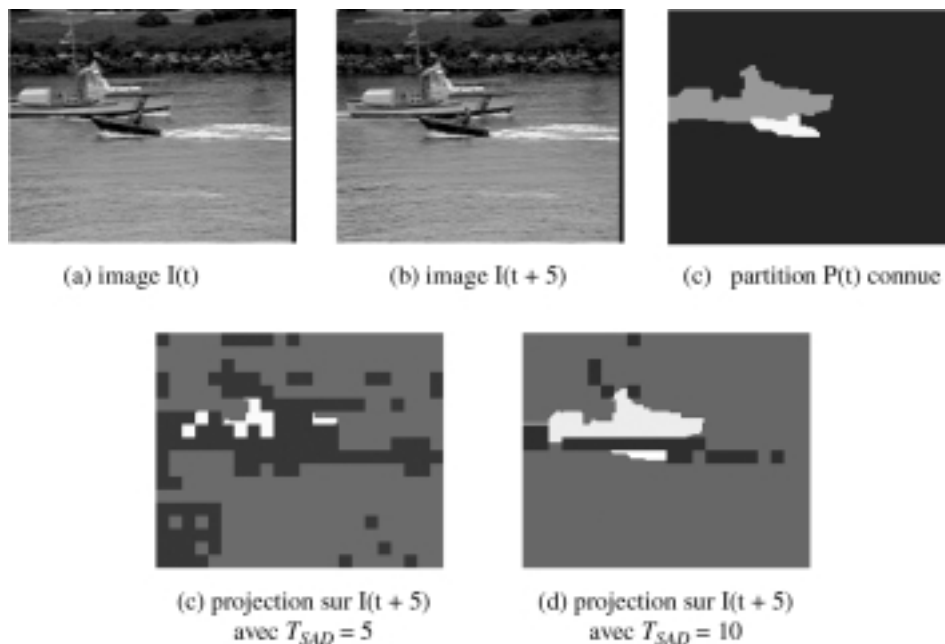 (a) image I(t)
(b) image I(t + 5)
(c) partition P(t) connue
(c) projection sur I(t + 5)
avec T_SAD = 5
(d) projection sur I(t + 5)
avec T_SAD = 10